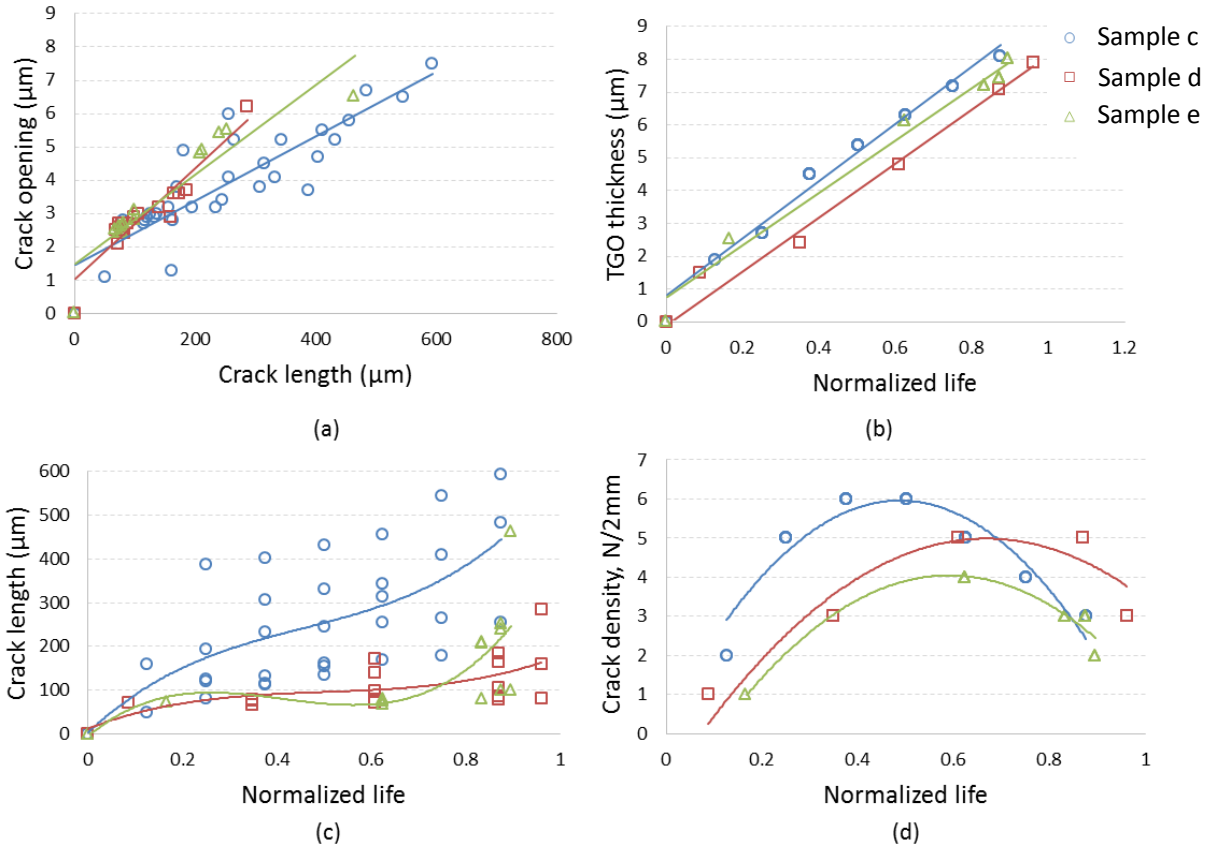 9
8
7
6
5
4
3
2
1
0
Crack opening (µm)
0 200 400 600 800
Crack length (µm)
(a)
9
8
7
6
5
4
3
2
1
0
TGO thickness (µm)
0 0.2 0.4 0.6 0.8 1 1.2
Normalized life
(b)
Sample c
Sample d
Sample e
600
500
400
300
200
100
0
Crack length (µm)
0 0.2 0.4 0.6 0.8 1
Normalized life
(c)
7
6
5
4
3
2
1
0
Crack density, N/2mm
0 0.2 0.4 0.6 0.8 1
Normalized life
(d)